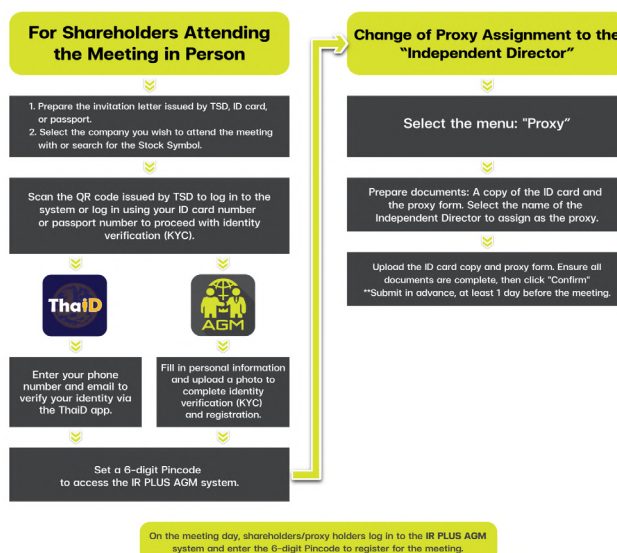 For Shareholders Attending
the Meeting in Person
1. Prepare the invitation letter issued by TSD, ID card,
or passport.
2. Select the company you wish to attend the meeting
with or search for the Stock Symbol.
Scan the QR code issued by TSD to log in to the
system or log in using your ID card number
or passport number to proceed with identity
verification (KYC).
ThaiD
AGM
Enter your phone
number and email to
verify your identity via
the ThaiD app.
Fill in personal information
and upload a photo to
complete identity
verification (KYC)
and registration.
Set a 6-digit Pincode
to access the IR PLUS AGM system.
Change of Proxy Assignment to the
"Independent Director"
Select the menu: "Proxy"
Prepare documents: A copy of the ID card and
the proxy form. Select the name of the
Independent Director to assign as the proxy.
Upload the ID card copy and proxy form. Ensure all
documents are complete, then click "Confirm"
**Submit in advance, at least 1 day before the meeting.
On the meeting day, shareholders/proxy holders log in to the IR PLUS AGM
system and enter the 6-digit Pincode to register for the meeting.